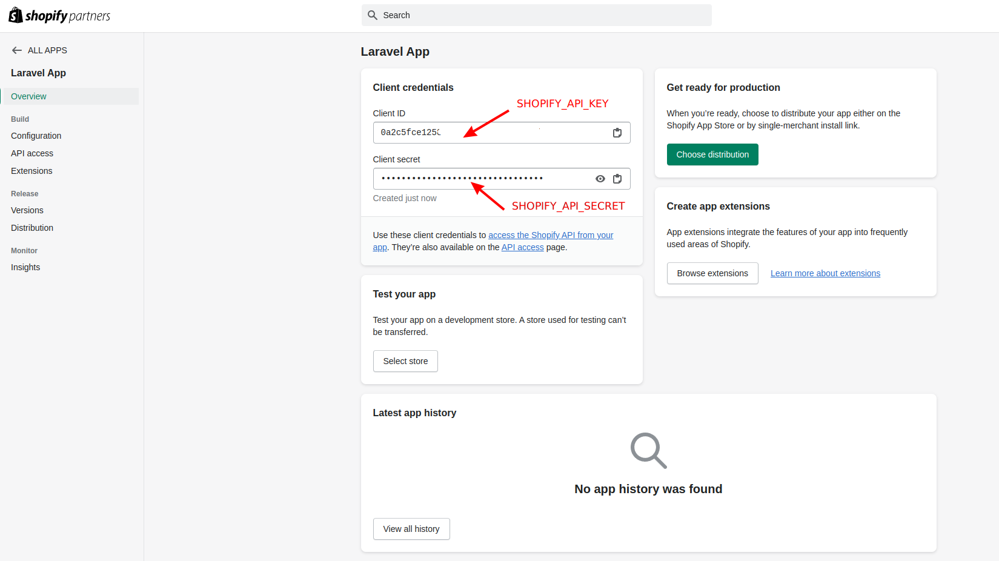 shopify partners
Search
ALL APPS
Laravel App
Overview
Build
Configuration
API access
Extensions
Release
Versions
Distribution
Monitor
Insights
Laravel App
Client credentials
SHOPIFY_API_KEY
Client ID
0a2c5fce125
Client secret
••••••••••••••••••••••••••••••••
Created just now
SHOPIFY_API_SECRET
Use these client credentials to access the Shopify API from your
app. They’re also available on the API access page.
Test your app
Test your app on a development store. A store used for testing can’t
be transferred.
Select store
Get ready for production
When you’re ready, choose to distribute your app either on the
Shopify App Store or by single-merchant install link.
Choose distribution
Create app extensions
App extensions integrate the features of your app into frequently
used areas of Shopify.
Browse extensions
Learn more about extensions
Latest app history
No app history was found
View all history